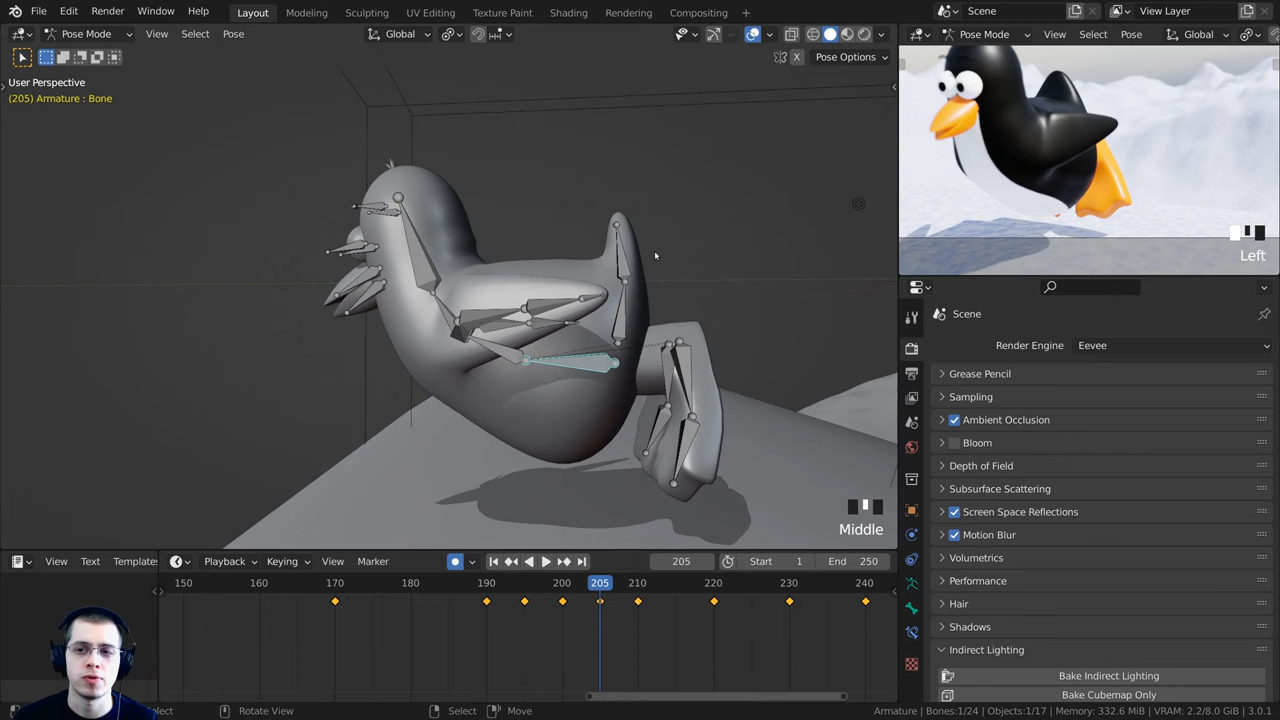 File Edit Render Window Help Layout Modeling Sculpting UV Editing Texture Paint Shading Rendering Compositing + Scene View Layer
Pose Mode View Select Pose Global Pose Mode View Select Pose Global
X Pose Options
User Perspective
(205) Armature : Bone
Left
Scene
Render Engine Eevee
Grease Pencil
Sampling
Ambient Occlusion
Bloom
Depth of Field
Subsurface Scattering
Screen Space Reflections
Motion Blur
Volumetrics
Performance
Hair
Shadows
Indirect Lighting
Bake Indirect Lighting
Bake Cubemap Only
Middle
View Text Templates Playback Keying View Marker 205 Start 1 End 250
150 160 170 180 190 200 205 210 220 230 240
Select Rotate View Select Move Armature | Bones:1/24 | Objects:1/17 | Memory: 332.6 MiB | VRAM: 2.2/8.0 GiB | 3.0.1